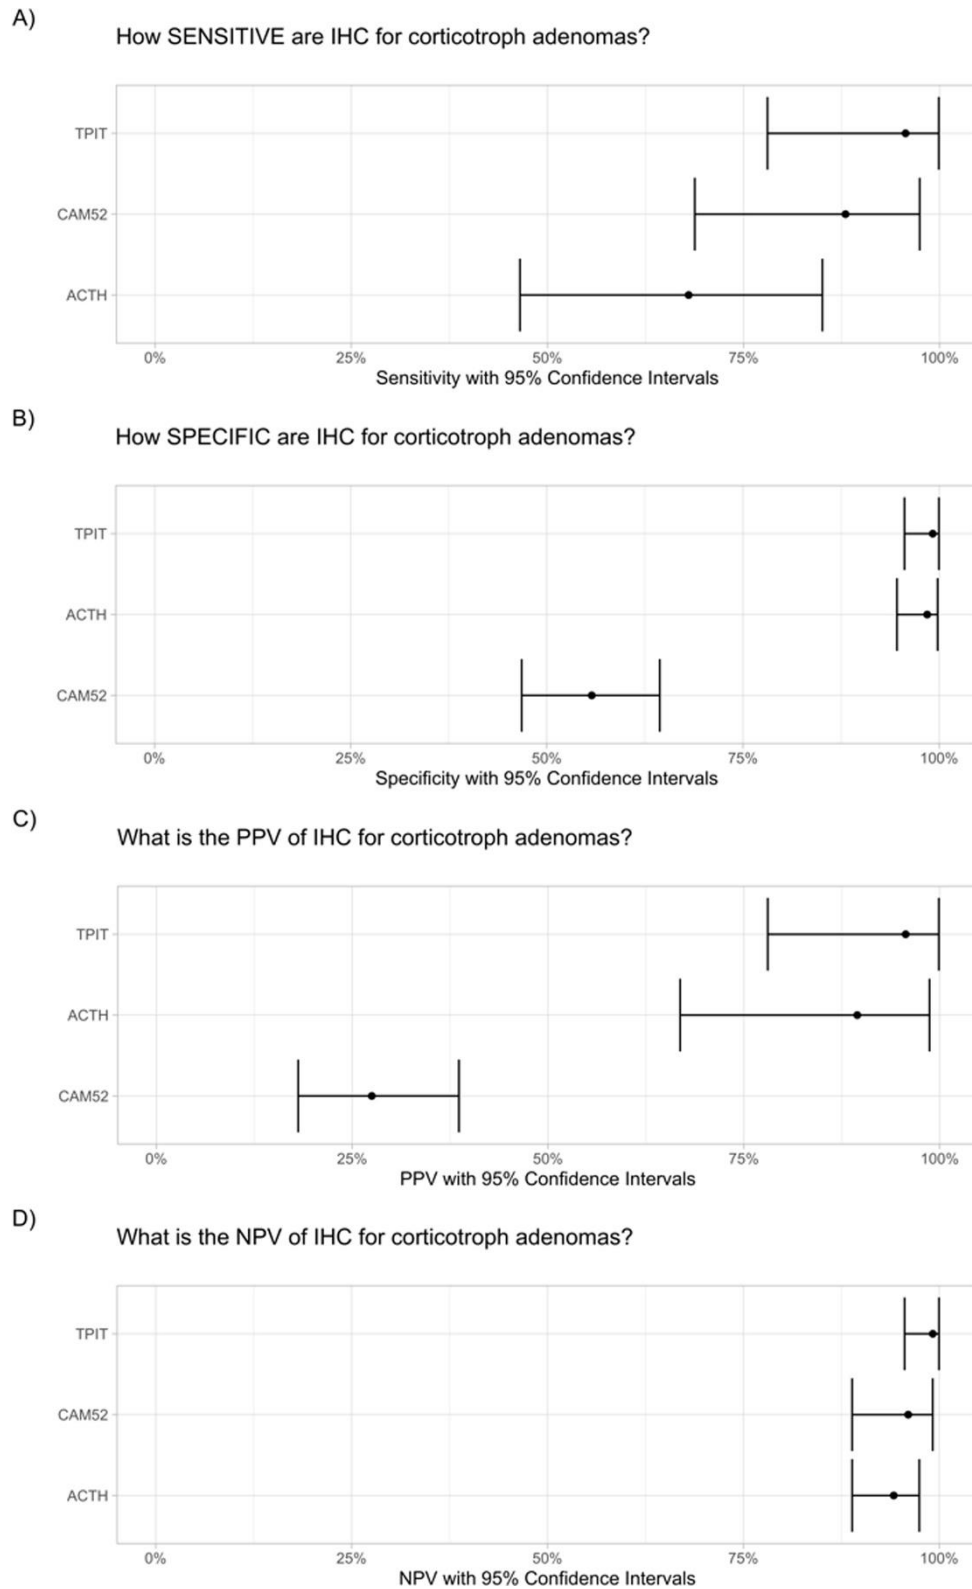 A)
How SENSITIVE are IHC for corticotroph adenomas?
TPIT
CAM52
ACTH
0% 25% 50% 75% 100%
Sensitivity with 95% Confidence Intervals
B)
How SPECIFIC are IHC for corticotroph adenomas?
TPIT
ACTH
CAM52
0% 25% 50% 75% 100%
Specificity with 95% Confidence Intervals
C)
What is the PPV of IHC for corticotroph adenomas?
TPIT
ACTH
CAM52
0% 25% 50% 75% 100%
PPV with 95% Confidence Intervals
D)
What is the NPV of IHC for corticotroph adenomas?
TPIT
CAM52
ACTH
0% 25% 50% 75% 100%
NPV with 95% Confidence Intervals